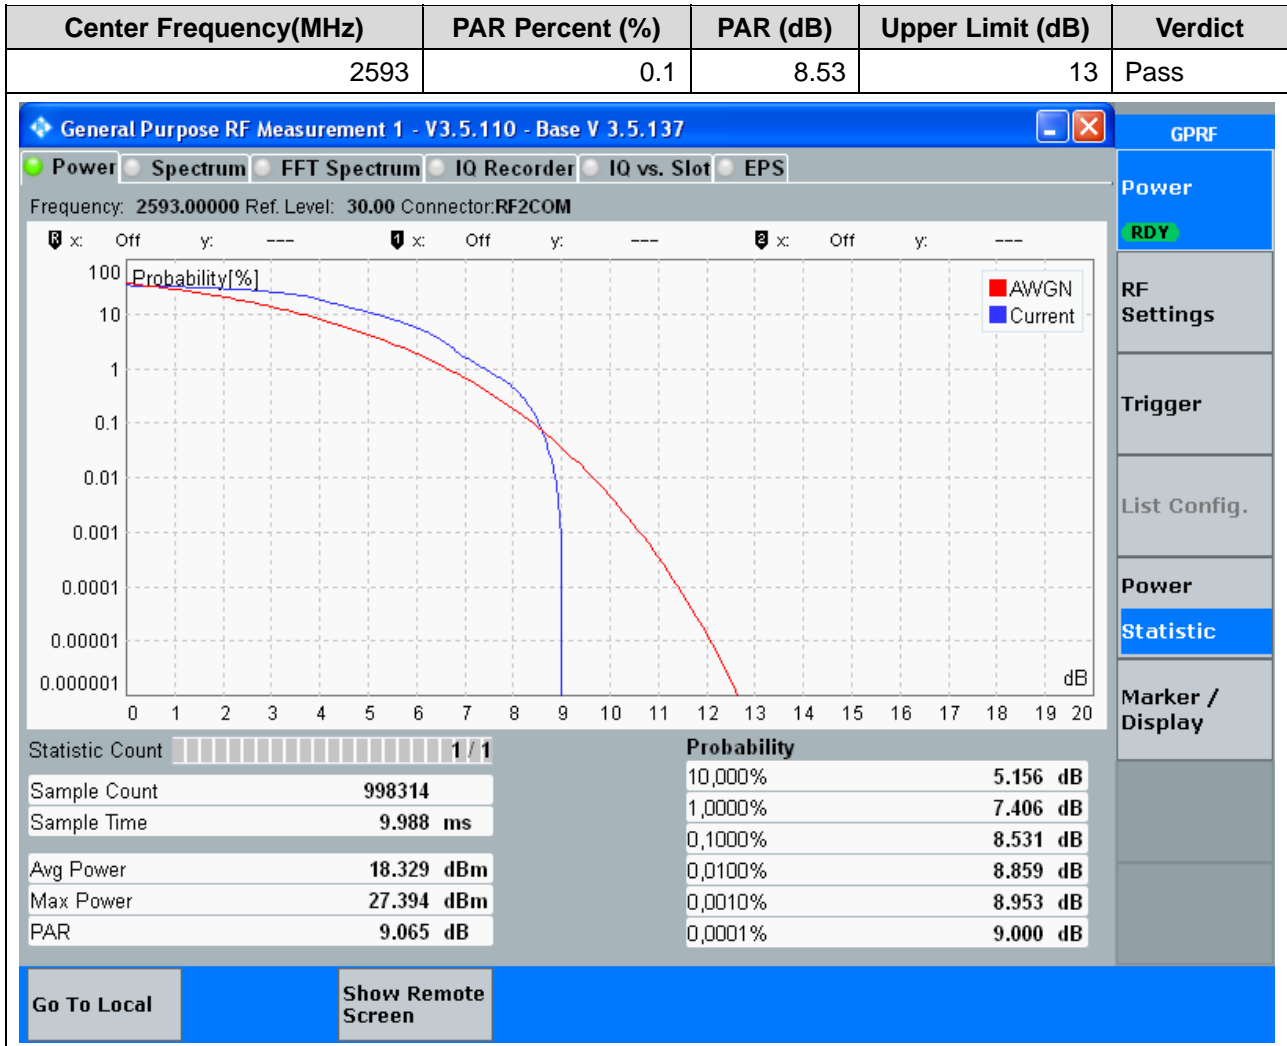 Center Frequency(MHz) PAR Percent (%) PAR (dB) Upper Limit (dB) Verdict
2593 0.1 8.53 13 Pass
General Purpose RF Measurement 1 - V3.5.110 - Base V 3.5.137
GPRF
Power Spectrum FFT Spectrum IQ Recorder IQ vs. Slot EPS
Power
RDY
Frequency: 2593.00000 Ref. Level: 30.00 Connector:RF2COM
R x: Off y: --- 1 x: Off y: --- 2 x: Off y: ---
Probability[%]
100
10
1
0.1
0.01
0.001
0.0001
0.00001
0.000001
AWGN
Current
dB
0 1 2 3 4 5 6 7 8 9 10 11 12 13 14 15 16 17 18 19 20
RF
Settings
Trigger
List Config.
Power
Statistic
Marker /
Display
Statistic Count 1 / 1
Sample Count 998314
Sample Time 9.988 ms
Avg Power 18.329 dBm
Max Power 27.394 dBm
PAR 9.065 dB
Probability
10,000% 5.156 dB
1,0000% 7.406 dB
0,1000% 8.531 dB
0,0100% 8.859 dB
0,0010% 8.953 dB
0,0001% 9.000 dB
Go To Local
Show Remote
Screen